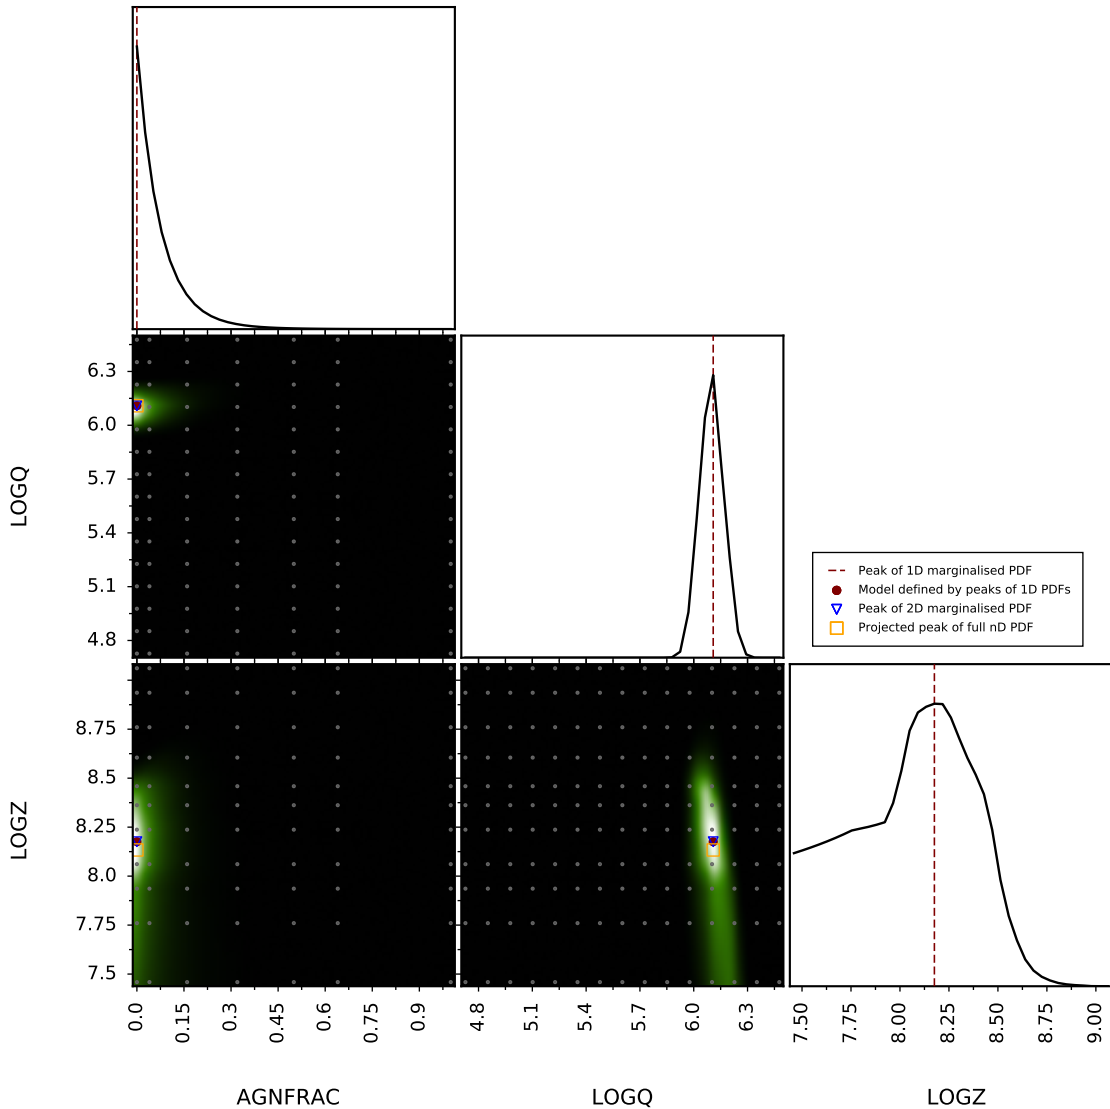 6.3
6.0
5.7
5.4
5.1
4.8
LOGQ
Peak of 1D marginalised PDF
Model defined by peaks of 1D PDFs
Peak of 2D marginalised PDF
Projected peak of full nD PDF
8.75
8.5
8.25
8.0
7.75
7.5
LOGZ
0.0 0.15 0.3 0.45 0.6 0.75 0.9
4.8 5.1 5.4 5.7 6.0 6.3
7.50 7.75 8.00 8.25 8.50 8.75 9.00
AGNFRAC LOGQ LOGZ